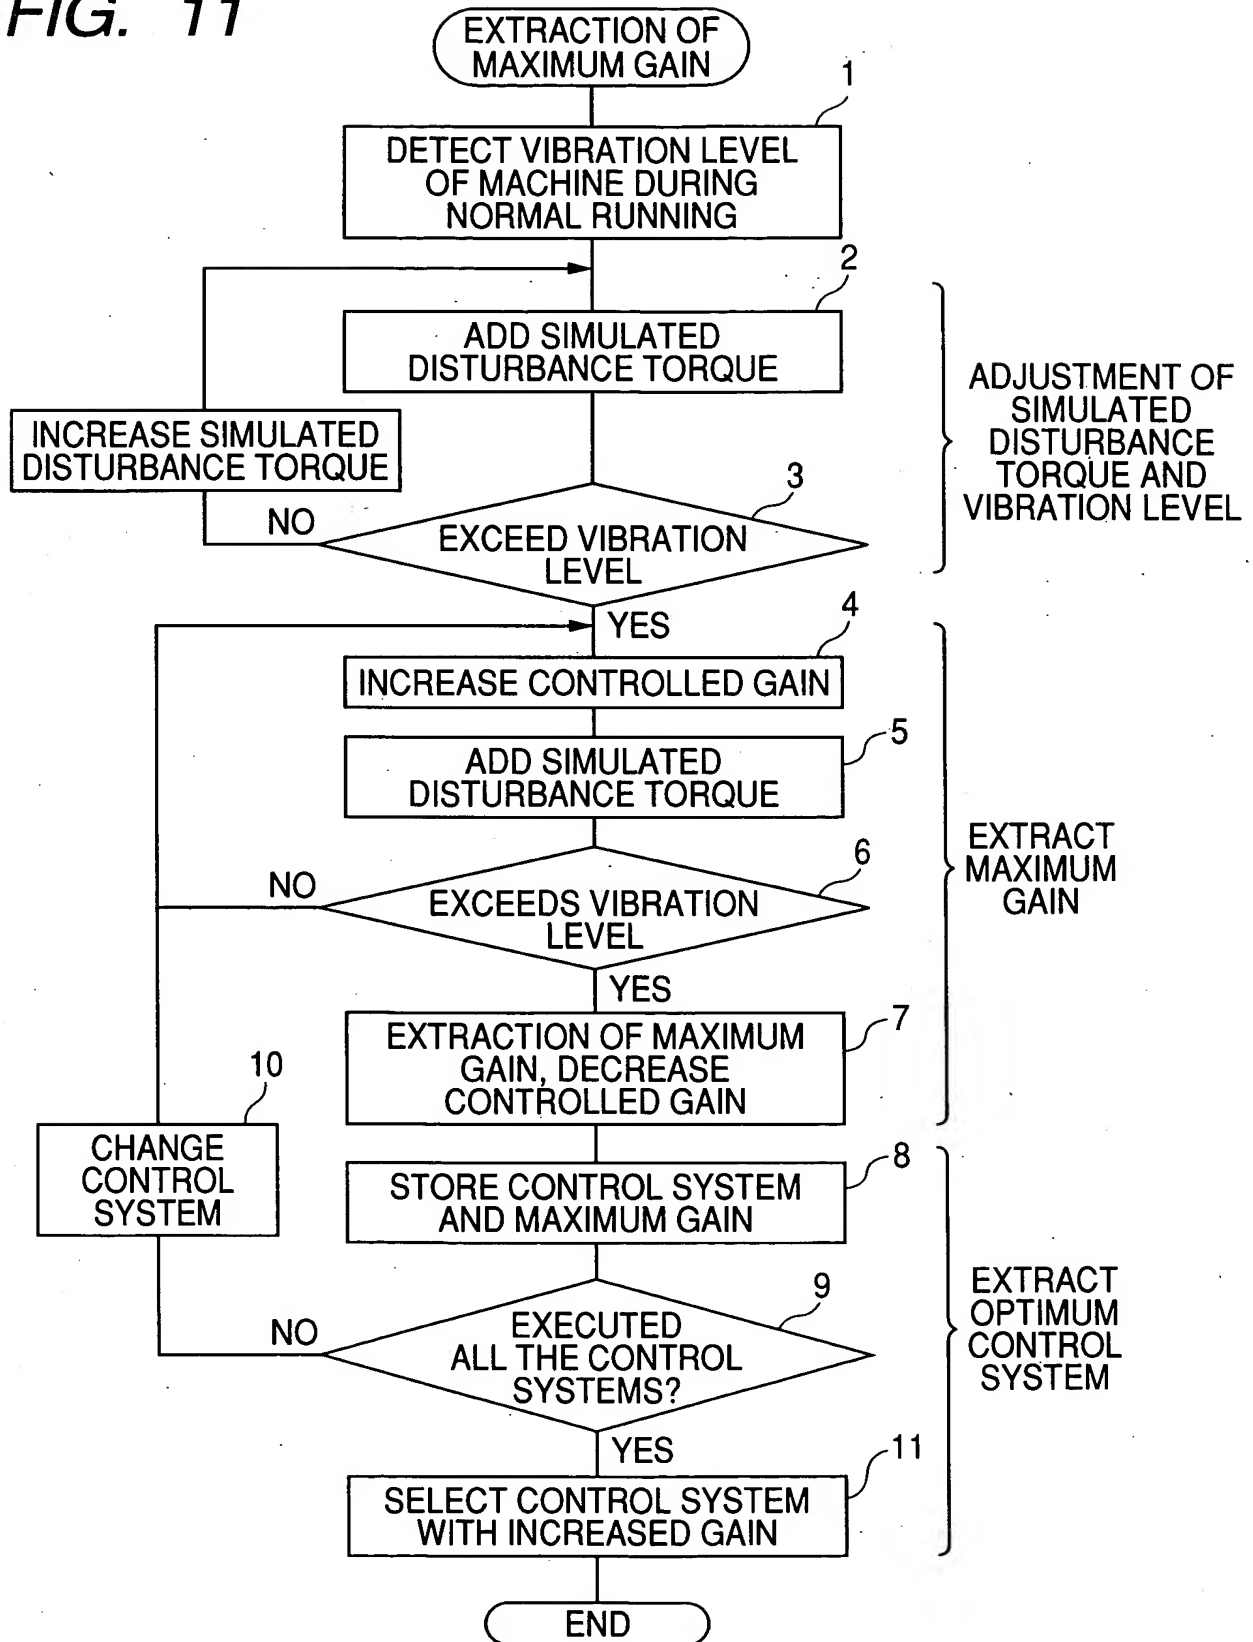 FIG. 11
EXTRACTION OF
MAXIMUM GAIN
1
DETECT VIBRATION LEVEL
OF MACHINE DURING
NORMAL RUNNING
2
ADD SIMULATED
DISTURBANCE TORQUE
INCREASE SIMULATED
DISTURBANCE TORQUE
ADJUSTMENT OF
SIMULATED
DISTURBANCE
TORQUE AND
VIBRATION LEVEL
3
NO
EXCEED VIBRATION
LEVEL
YES
4
INCREASE CONTROLLED GAIN
5
ADD SIMULATED
DISTURBANCE TORQUE
6
NO
EXCEEDS VIBRATION
LEVEL
EXTRACT
MAXIMUM
GAIN
YES
7
EXTRACTION OF MAXIMUM
GAIN, DECREASE
CONTROLLED GAIN
10
CHANGE
CONTROL
SYSTEM
8
STORE CONTROL SYSTEM
AND MAXIMUM GAIN
9
NO
EXECUTED
ALL THE CONTROL
SYSTEMS?
EXTRACT
OPTIMUM
CONTROL
SYSTEM
YES
11
SELECT CONTROL SYSTEM
WITH INCREASED GAIN
END